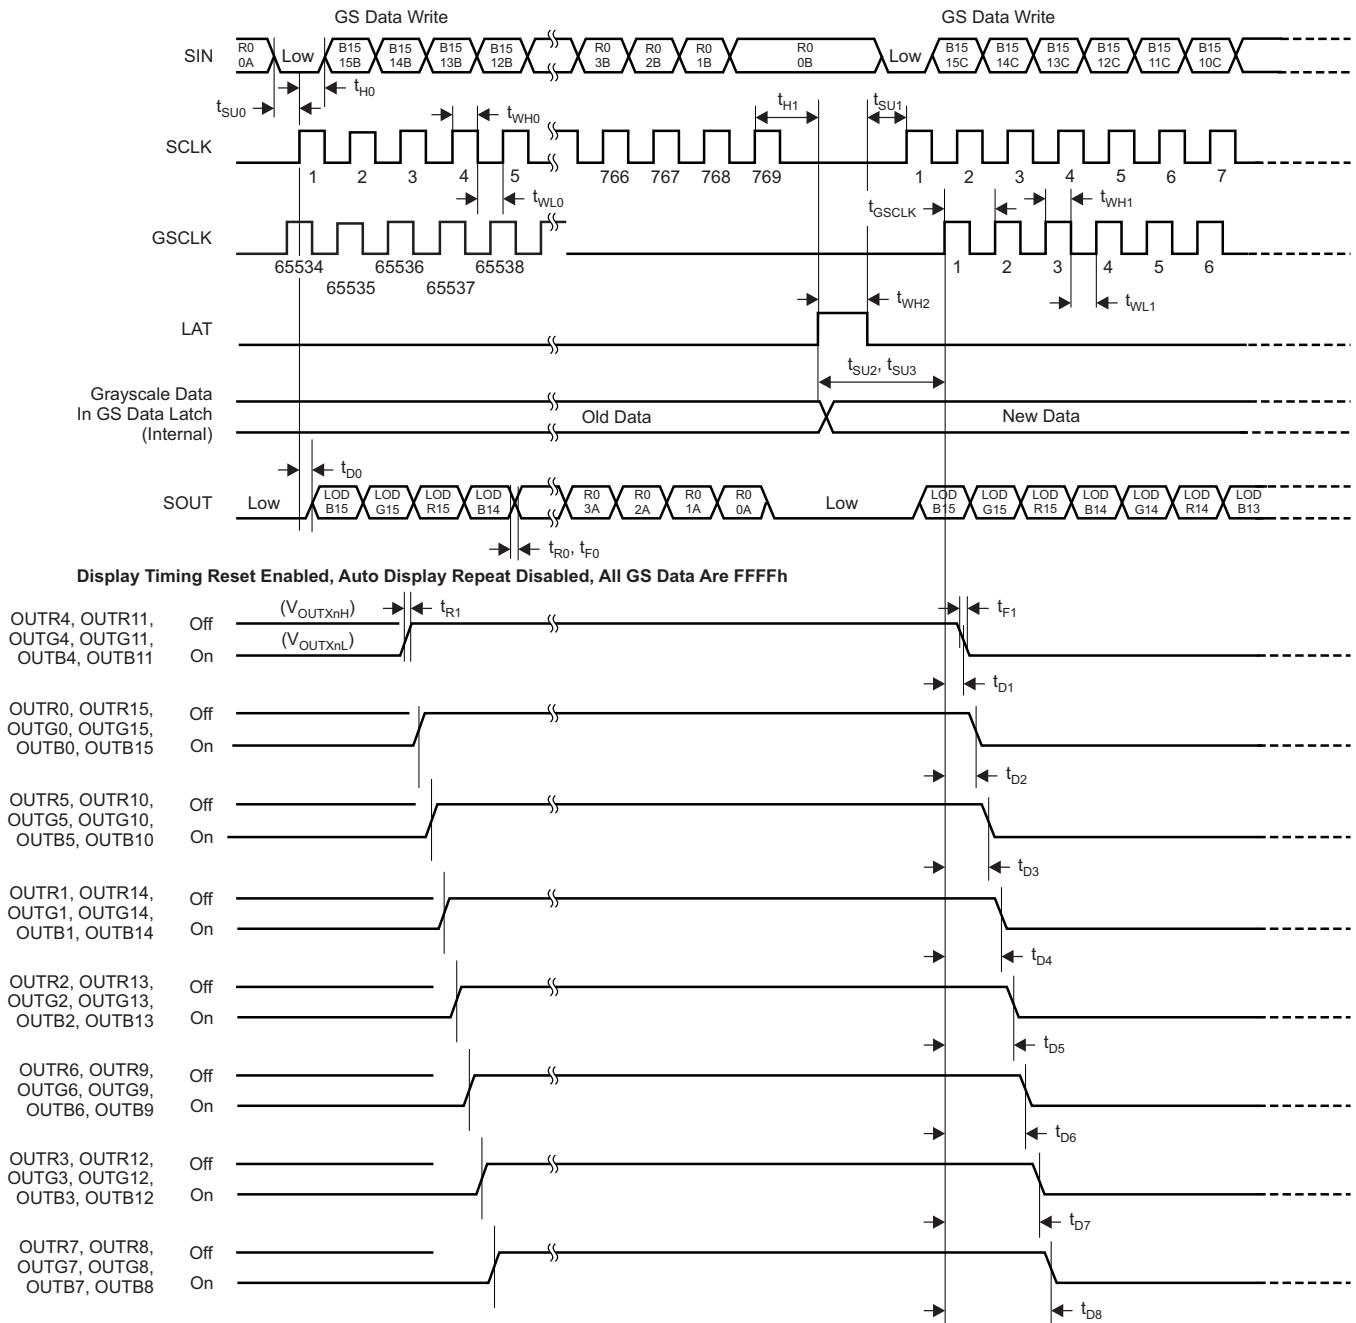 GS Data Write GS Data Write
SIN R0 0A Low B15 15B B15 14B B15 13B B15 12B R0 3B R0 2B R0 1B R0 0B Low B15 15C B15 14C B15 13C B15 12C B15 11C B15 10C
tSU0 tH0 tWH0 tH1 tSU1
SCLK
1 2 3 4 5 766 767 768 769 1 2 3 4 5 6 7
tWL0 tGSCLK tWH1
GSCLK
65534 65536 65538 1 2 3 4 5 6
65535 65537
tWH2 tWL1
LAT
tSU2, tSU3
Grayscale Data
In GS Data Latch
(Internal)
Old Data New Data
tD0
SOUT Low LOD B15 LOD G15 LOD R15 LOD B14 R0 3A R0 2A R0 1A R0 0A Low LOD B15 LOD G15 LOD R15 LOD B14 LOD G14 LOD R14 LOD B13
tR0, tF0
Display Timing Reset Enabled, Auto Display Repeat Disabled, All GS Data Are FFFFh
OUTR4, OUTR11,
OUTG4, OUTG11,
OUTB4, OUTB11
Off (VOUTXnH) tR1 tF1
On (VOUTXnL)
tD1
OUTR0, OUTR15,
OUTG0, OUTG15,
OUTB0, OUTB15
Off
On
tD2
OUTR5, OUTR10,
OUTG5, OUTG10,
OUTB5, OUTB10
Off
On
tD3
OUTR1, OUTR14,
OUTG1, OUTG14,
OUTB1, OUTB14
Off
On
tD4
OUTR2, OUTR13,
OUTG2, OUTG13,
OUTB2, OUTB13
Off
On
tD5
OUTR6, OUTR9,
OUTG6, OUTG9,
OUTB6, OUTB9
Off
On
tD6
OUTR3, OUTR12,
OUTG3, OUTG12,
OUTB3, OUTB12
Off
On
tD7
OUTR7, OUTR8,
OUTG7, OUTG8,
OUTB7, OUTB8
Off
On
tD8